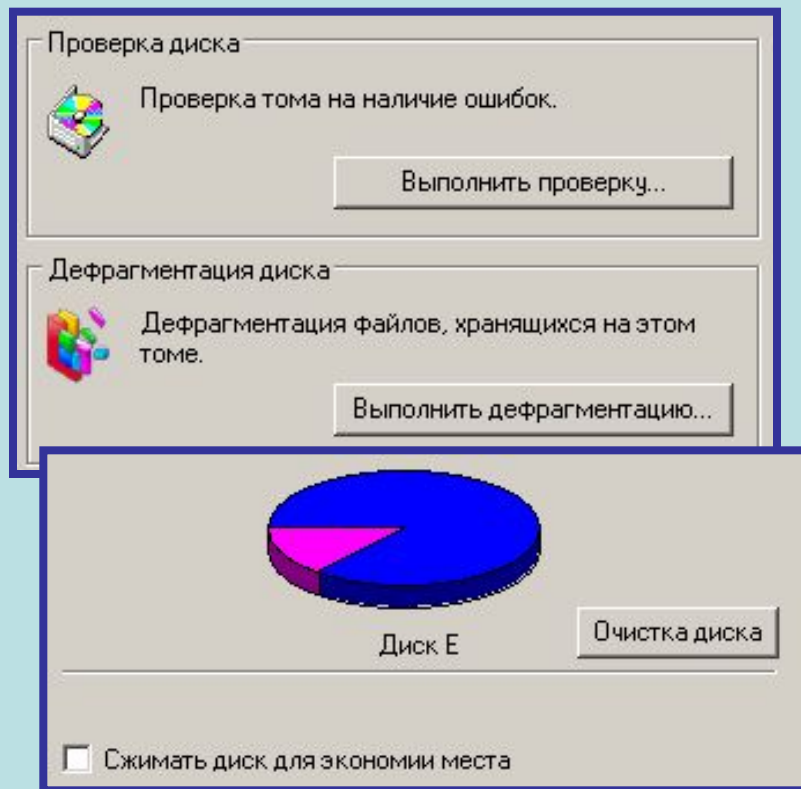 Проверка диска
Проверка тома на наличие ошибок.
Выполнить проверку...
Дефрагментация диска
Дефрагментация файлов, хранящихся на этом
томе.
Выполнить дефрагментацию...
Диск E
Очистка диска
Сжимать диск для экономии места